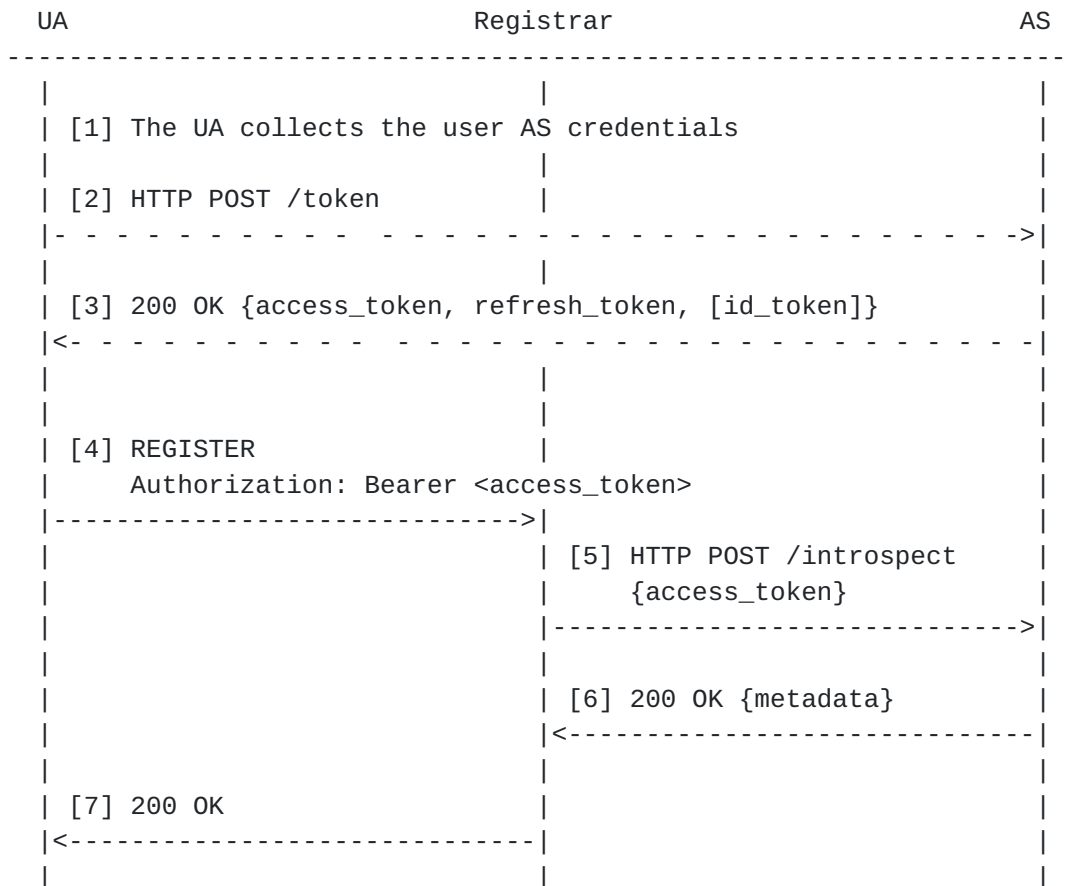 UA Registrar AS
[1] The UA collects the user AS credentials
[2] HTTP POST /token
[3] 200 OK {access_token, refresh_token, [id_token]}
[4] REGISTER
Authorization: Bearer <access_token>
[5] HTTP POST /introspect
{access_token}
[6] 200 OK {metadata}
[7] 200 OK